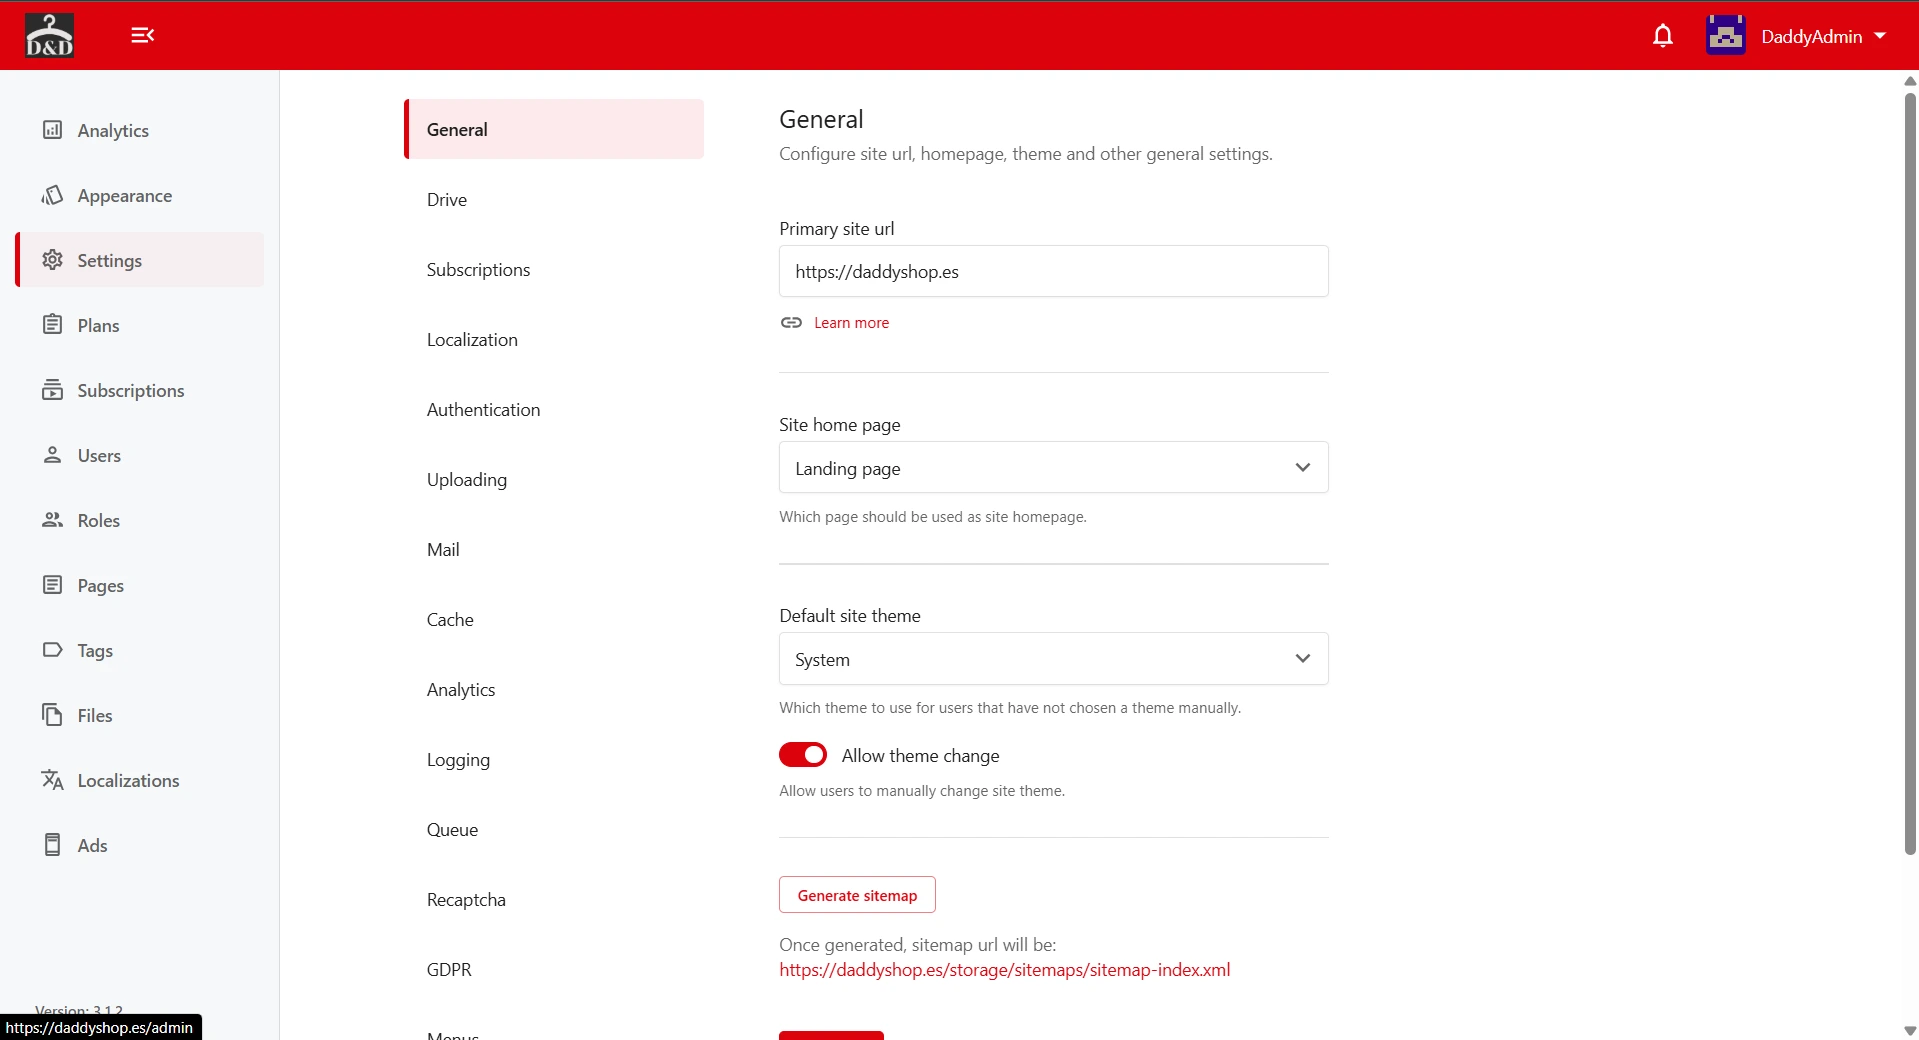 D&D
DaddyAdmin
Analytics
Appearance
Settings
Plans
Subscriptions
Users
Roles
Pages
Tags
Files
Localizations
Ads
Version: 3.1.2
https://daddyshop.es/admin
General
Drive
Subscriptions
Localization
Authentication
Uploading
Mail
Cache
Analytics
Logging
Queue
Recaptcha
GDPR
Menus
General
Configure site url, homepage, theme and other general settings.
Primary site url
https://daddyshop.es
Learn more
Site home page
Landing page
Which page should be used as site homepage.
Default site theme
System
Which theme to use for users that have not chosen a theme manually.
Allow theme change
Allow users to manually change site theme.
Generate sitemap
Once generated, sitemap url will be:
https://daddyshop.es/storage/sitemaps/sitemap-index.xml